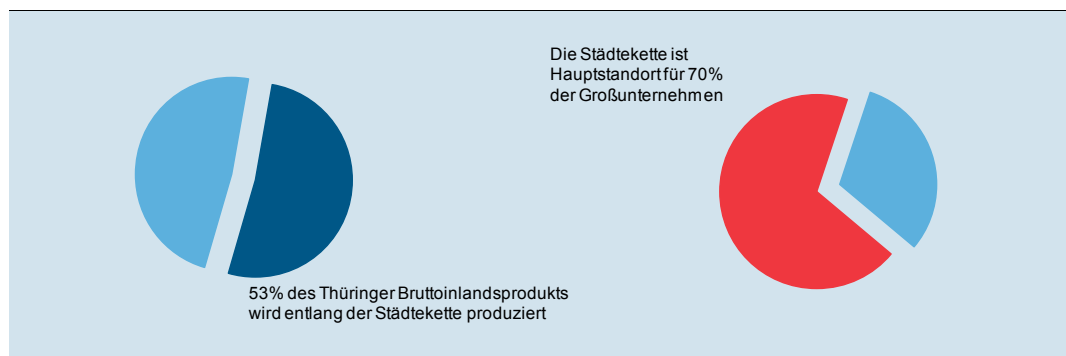 Die Städtekette ist
Hauptstandort für 70%
der Großunternehmen
53% des Thüringer Bruttoinlandsprodukts
wird entlang der Städtekette produziert